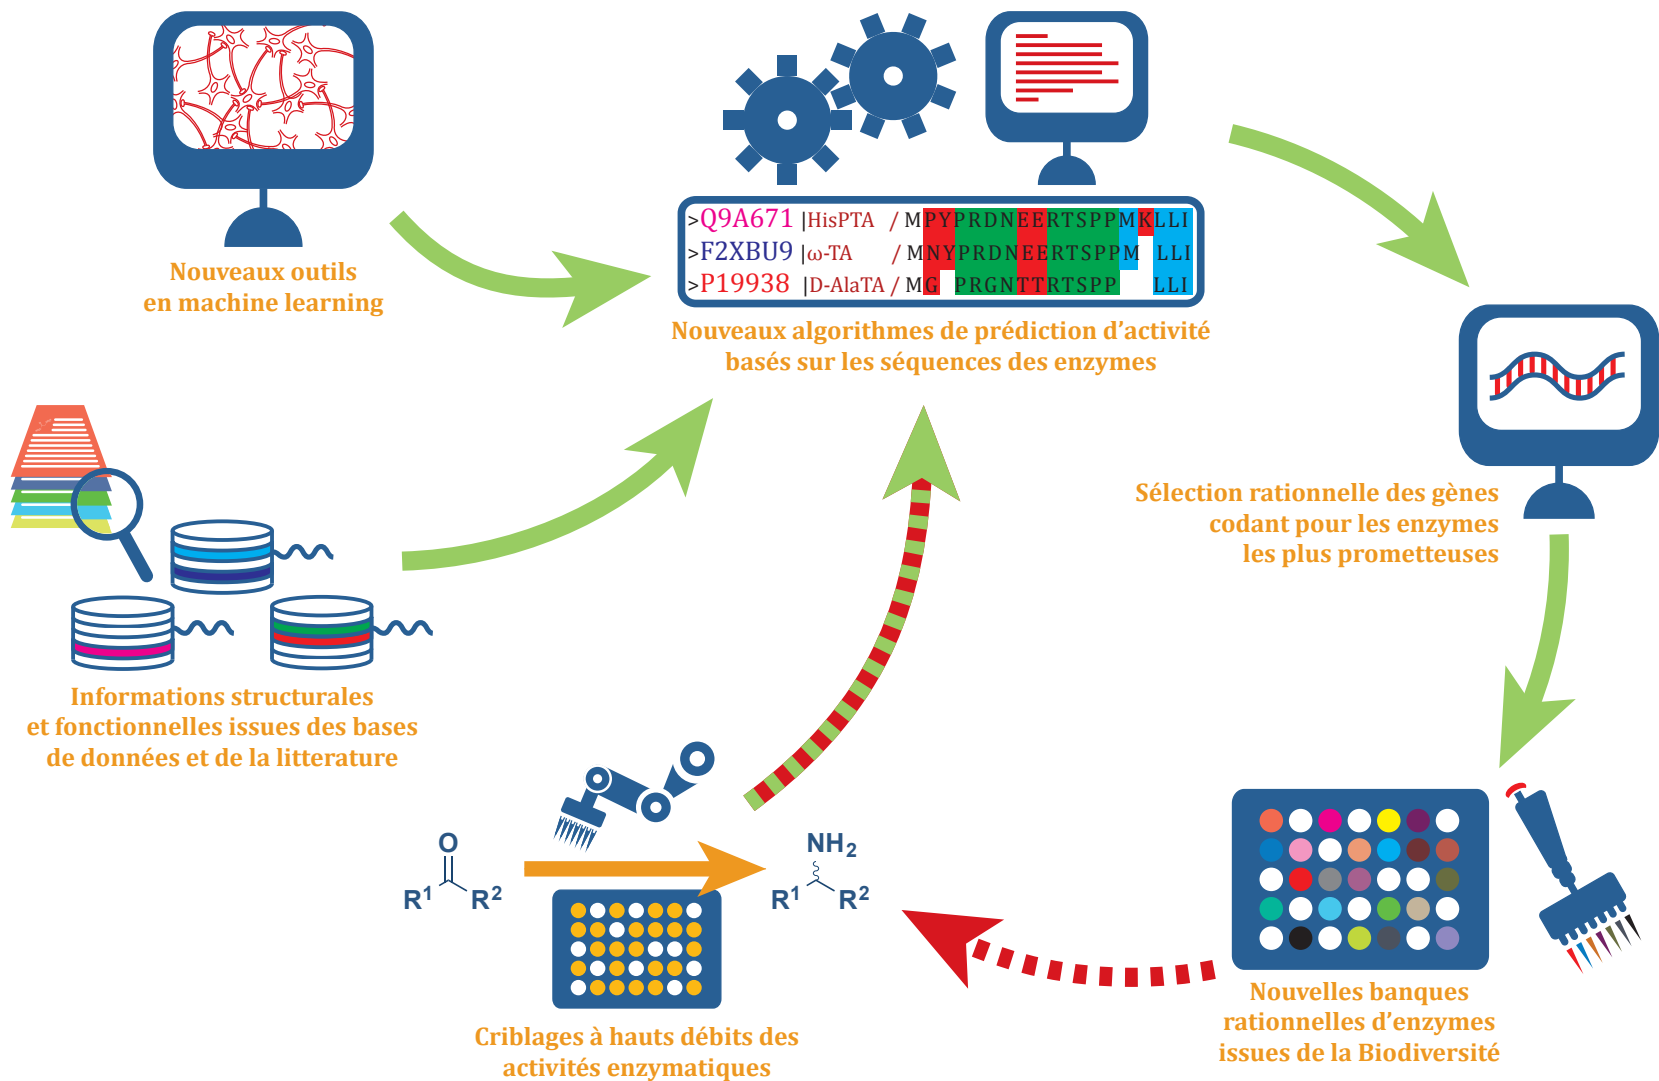 Nouveaux outils
en machine learning
>Q9A671 |HisPTA / MPYPRDNEERTSPPMKLLI
>F2XBU9 |ω-TA / MNYPRDNEERTSPPM LLI
>P19938 |D-AlaTA / MG PRGNTTRTSPP LLI
Nouveaux algorithmes de prédiction d'activité
basés sur les séquences des enzymes
Sélection rationnelle des gènes
codant pour les enzymes
les plus prometteuses
Informations structurales
et fonctionnelles issues des bases
de données et de la litterature
O
R1 R2
NH2
R1 R2
Criblages à hauts débits des
activités enzymatiques
Nouvelles banques
rationnelles d'enzymes
issues de la Biodiversité